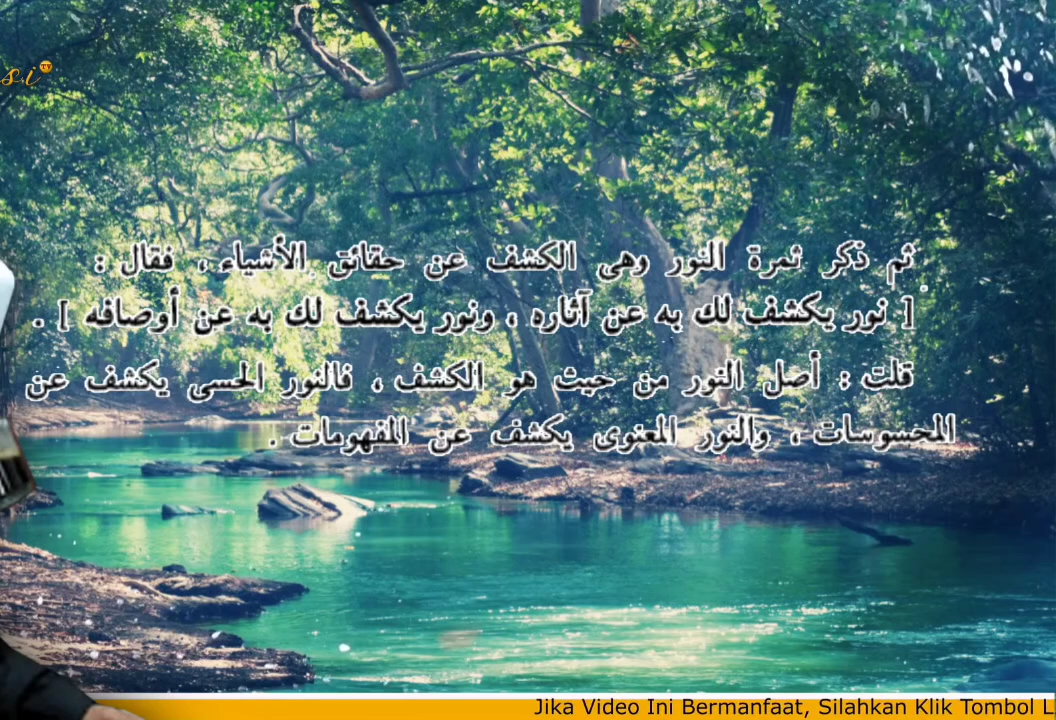 si TV
ثم ذكر ثمرة النور وهى الكشف عن حقائق الأشياء ، فقال :
[ نور يكشف لك به عن آثاره ، ونور يكشف لك به عن أوصافه ] .
قلت : أصل النور من حيث هو الكشف ، فالنور الحسى يكشف عن
المحسوسات ، والنور المعنوى يكشف عن المفهومات .
Jika Video Ini Bermanfaat, Silahkan Klik Tombol L